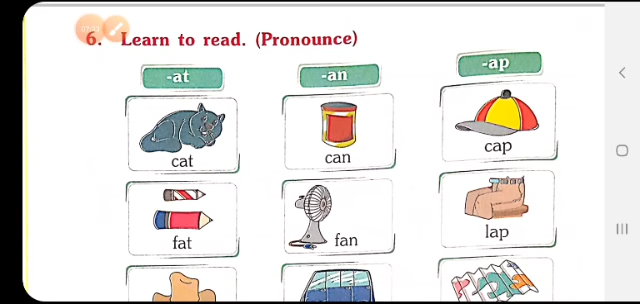 6. Learn to read. (Pronounce)
-at -an -ap
cat can cap
fat fan lap